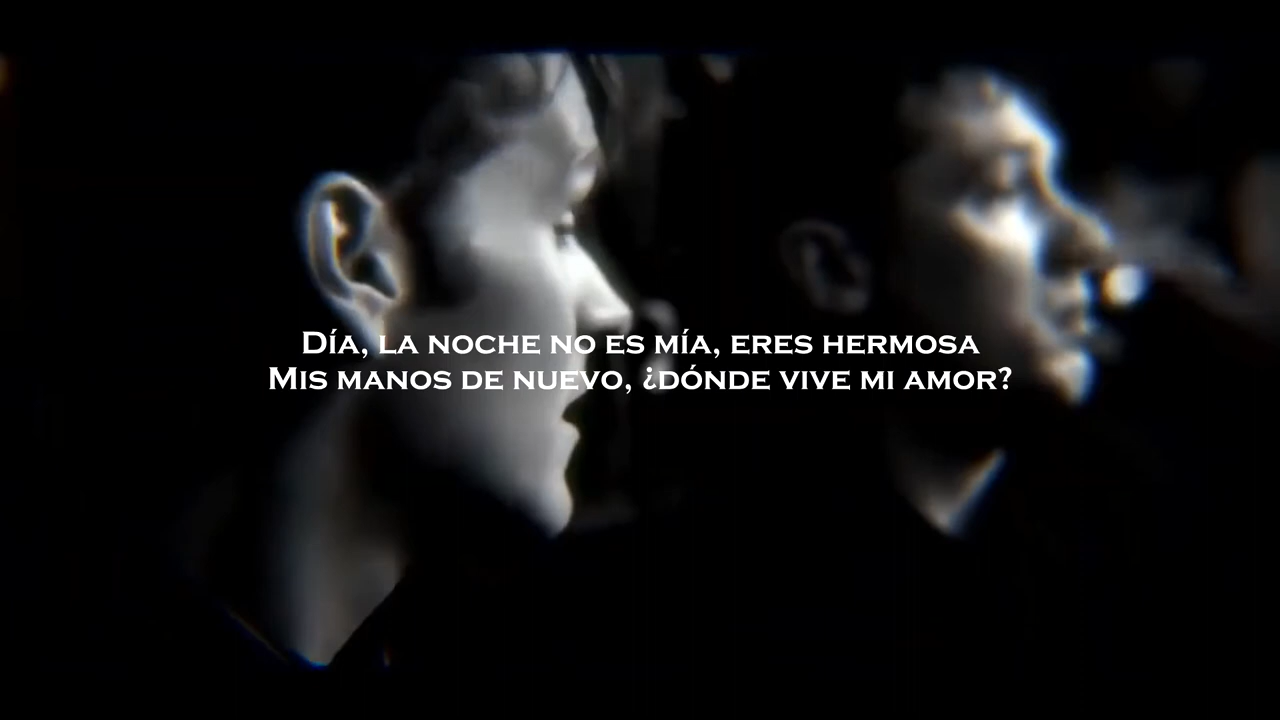 Día, la noche no es mía, eres hermosa
Mis manos de nuevo, ¿dónde vive mi amor?